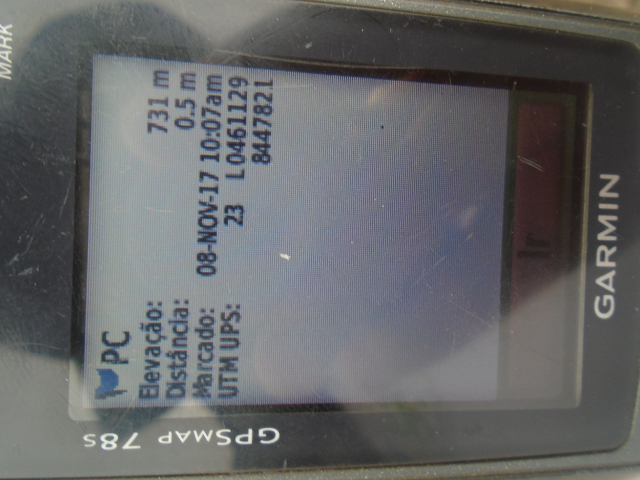 MARK
PC
Elevação: 731 m
Distância: 0.5 m
Marcado: 08-NOV-17 10:07am
UTM UPS: 23 L 0461129
8447821
Ir
GARMIN
GPSMAP 78S